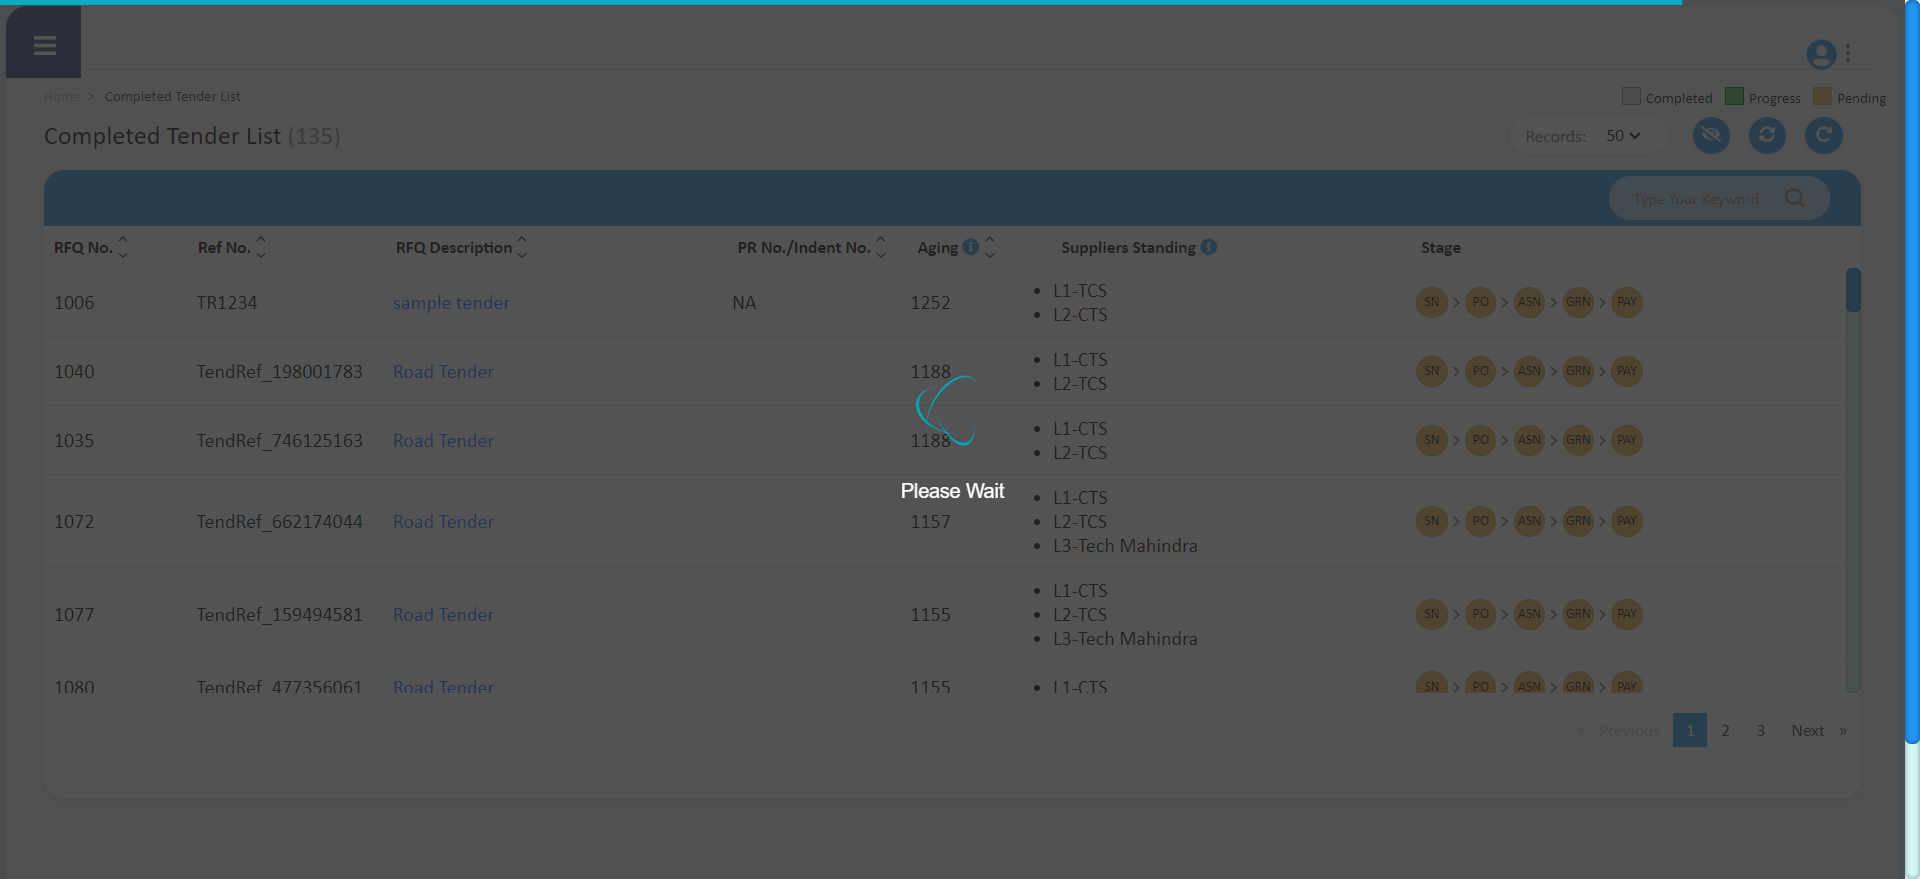 Home > Completed Tender List
Completed Progress Pending
Completed Tender List (135)
Records: 50
Type Your Keyword
RFQ No. Ref No. RFQ Description PR No./Indent No. Aging Suppliers Standing Stage
1006 TR1234 sample tender NA 1252
L1-TCS
L2-CTS
SN > PO > ASN > GRN > PAY
1040 TendRef_198001783 Road Tender 1188
L1-CTS
L2-TCS
SN > PO > ASN > GRN > PAY
1035 TendRef_746125163 Road Tender 1188
L1-CTS
L2-TCS
SN > PO > ASN > GRN > PAY
Please Wait
1072 TendRef_662174044 Road Tender 1157
L1-CTS
L2-TCS
L3-Tech Mahindra
SN > PO > ASN > GRN > PAY
1077 TendRef_159494581 Road Tender 1155
L1-CTS
L2-TCS
L3-Tech Mahindra
SN > PO > ASN > GRN > PAY
1080 TendRef_477356061 Road Tender 1155
L1-CTS
SN > PO > ASN > GRN > PAY
« Previous 1 2 3 Next »